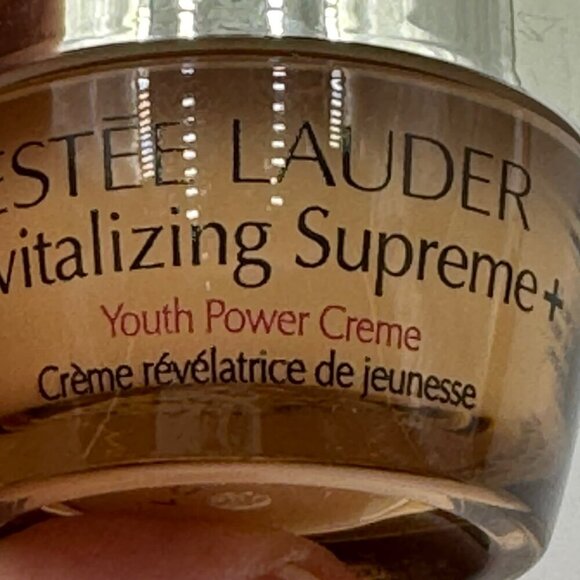 ESTĒE LAUDER
vitalizing Supreme+
Youth Power Creme
Crème révélatrice de jeunesse